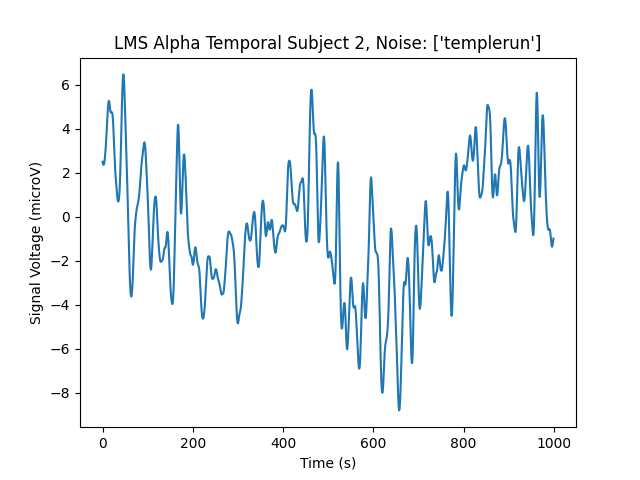 LMS Alpha Temporal Subject 2, Noise: ['templerun']
6
4
2
0
−2
−4
−6
−8
Signal Voltage (microV)
0 200 400 600 800 1000
Time (s)